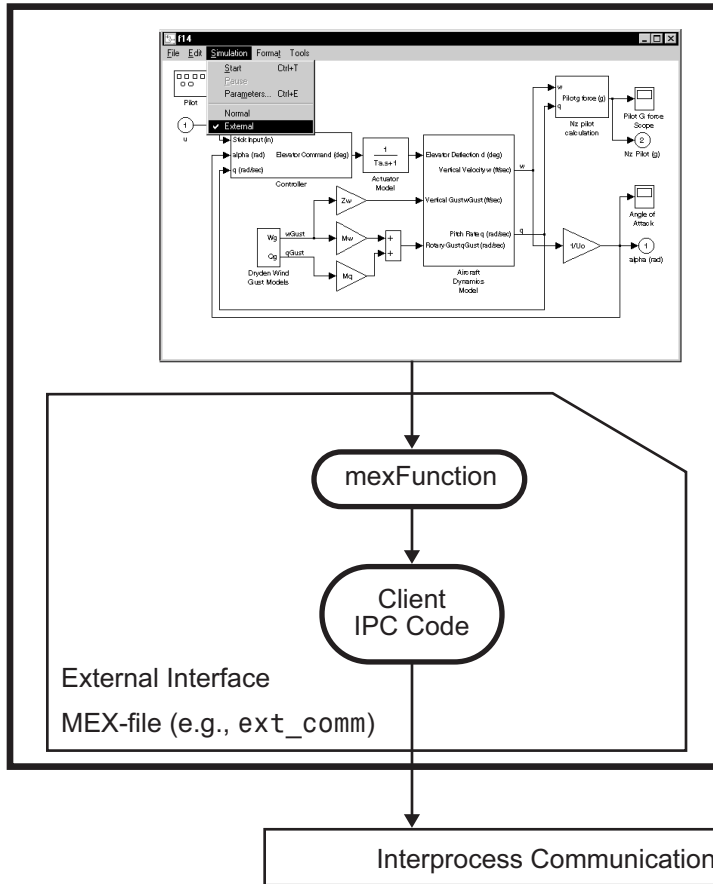 f14
File Edit Simulation Format Tools
Start Ctrl+T
Pause
Parameters... Ctrl+E
Normal
✓ External
Pilot
1
u
Stick Input (in)
alpha (rad)
q (rad/sec)
Elevator Command (deg)
Controller
1
Ta.s+1
Actuator
Model
Elevator Deflection d (deg)
Vertical Velocity w (ft/sec)
Vertical Gust wGust (ft/sec)
Pitch Rate q (rad/sec)
Rotary Gust qGust (rad/sec)
Aircraft
Dynamics
Model
w
q
w
q
Pilot g force (g)
Nz pilot
calculation
Pilot G force
Scope
2
Nz Pilot (g)
Angle of
Attack
1/Uo
1
alpha (rad)
Zw
Mw
Mq
+
+
Wg
Qg
wGust
qGust
Dryden Wind
Gust Models
mexFunction
Client
IPC Code
External Interface
MEX-file (e.g., ext_comm)
Interprocess Communication